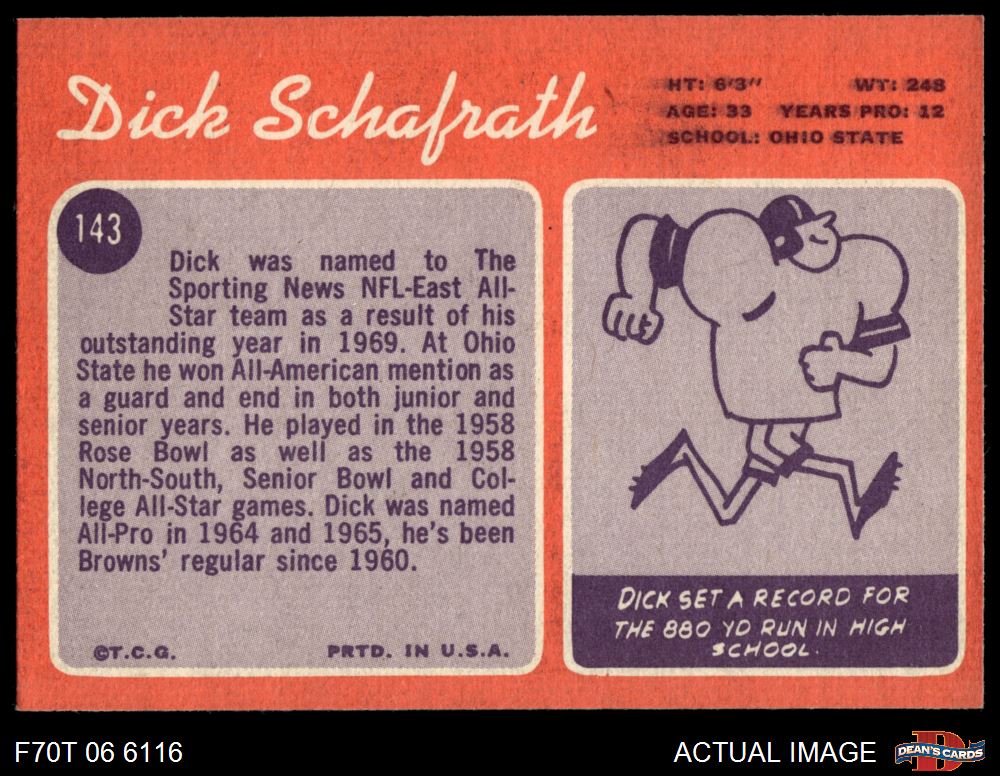 Dick Schafrath
HT: 6'3" WT: 248
AGE: 33 YEARS PRO: 12
SCHOOL: OHIO STATE
143
Dick was named to The
Sporting News NFL-East All-
Star team as a result of his
outstanding year in 1969. At Ohio
State he won All-American mention as
a guard and end in both junior and
senior years. He played in the 1958
Rose Bowl as well as the 1958
North-South, Senior Bowl and Col-
lege All-Star games. Dick was named
All-Pro in 1964 and 1965, he's been
Browns' regular since 1960.
©T.C.G. PRTD. IN U.S.A.
DICK SET A RECORD FOR
THE 880 YD RUN IN HIGH
SCHOOL.
F70T 06 6116
ACTUAL IMAGE
D
DEAN'S CARDS